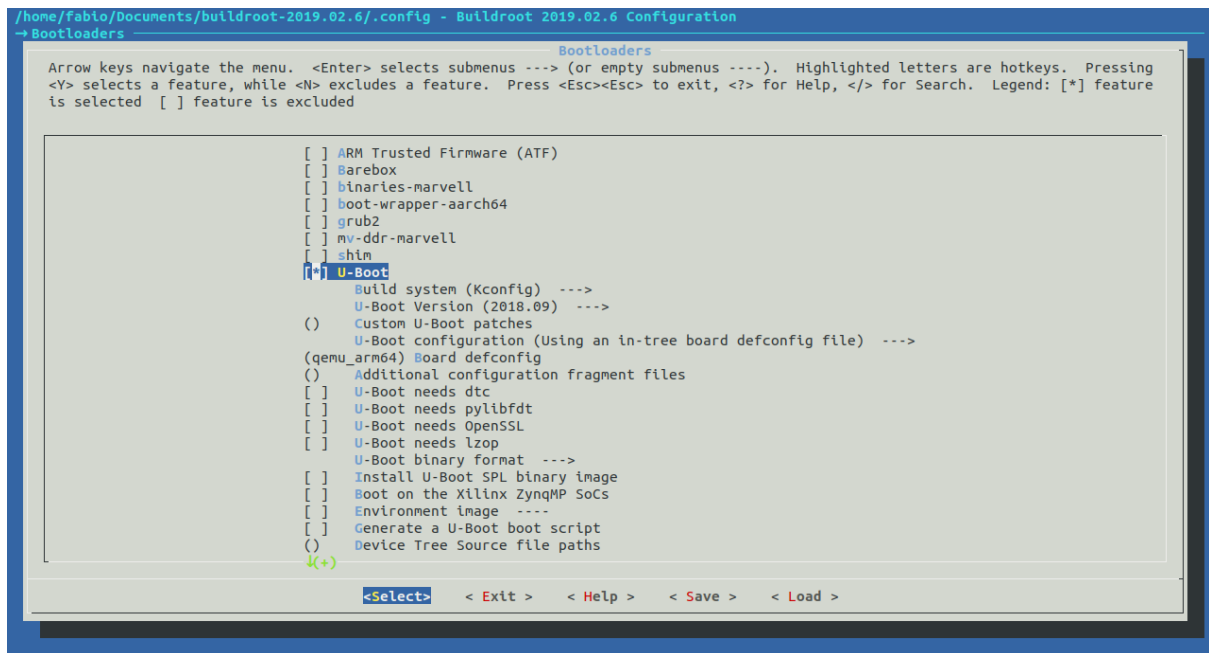 /home/fabio/Documents/buildroot-2019.02.6/.config - Buildroot 2019.02.6 Configuration
→ Bootloaders
Bootloaders
Arrow keys navigate the menu.  <Enter> selects submenus ---> (or empty submenus ----).  Highlighted letters are hotkeys.  Pressing
<Y> selects a feature, while <N> excludes a feature.  Press <Esc><Esc> to exit, <?> for Help, </> for Search.  Legend: [*] feature
is selected  [ ] feature is excluded
[ ] ARM Trusted Firmware (ATF)
[ ] Barebox
[ ] binaries-marvell
[ ] boot-wrapper-aarch64
[ ] grub2
[ ] mv-ddr-marvell
[ ] shim
[*] U-Boot
Build system (Kconfig)  --->
U-Boot Version (2018.09)  --->
()    Custom U-Boot patches
U-Boot configuration (Using an in-tree board defconfig file)  --->
(qemu_arm64) Board defconfig
()    Additional configuration fragment files
[ ]   U-Boot needs dtc
[ ]   U-Boot needs pylibfdt
[ ]   U-Boot needs OpenSSL
[ ]   U-Boot needs lzop
U-Boot binary format  --->
[ ]   Install U-Boot SPL binary image
[ ]   Boot on the Xilinx ZynqMP SoCs
[ ]   Environment image  ----
[ ]   Generate a U-Boot boot script
()    Device Tree Source file paths
↓(+)
<Select>    < Exit >    < Help >    < Save >    < Load >